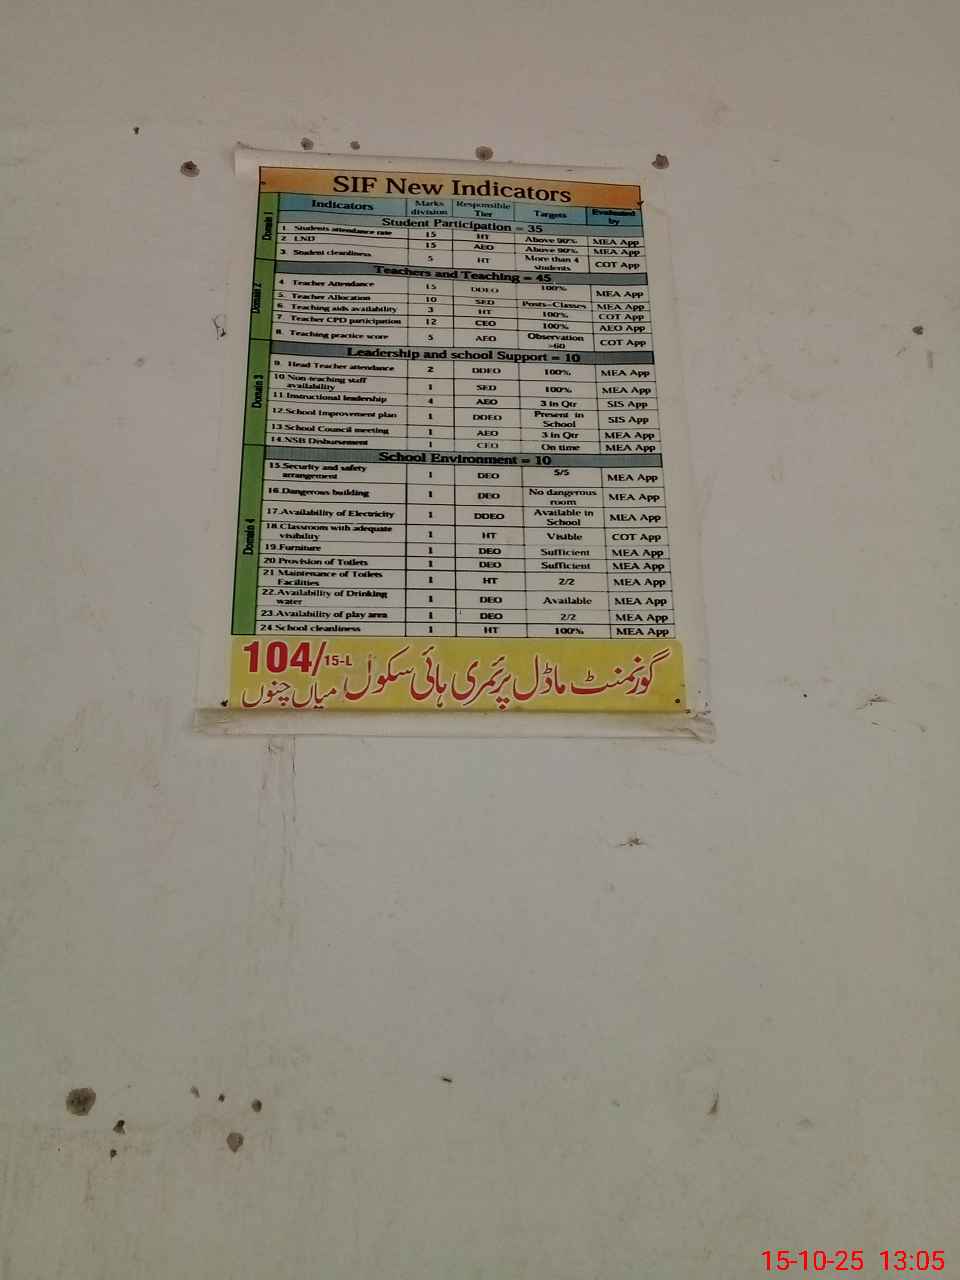 SIF New Indicators
Indicators Marks division Responsible Tier Targets Evaluated by
Domain 1
Student Participation = 35
1. Students attendance rate 15 HT Above 90% MEA App
2 LND 15 AEO Above 90% MEA App
3. Student cleanliness 5 HT More than 4 students COT App
Domain 2
Teachers and Teaching = 45
4 Teacher Attendance 15 DDEO 100% MEA App
5. Teacher Allocation 10 SED Posts=Classes MEA App
6. Teaching aids availability 3 HT 100% COT App
7. Teacher CPD participation 12 CEO 100% AEO App
8. Teaching practice score 5 AEO Observation >60 COT App
Domain 3
Leadership and school Support = 10
9. Head Teacher attendance 2 DDEO 100% MEA App
10.Non-teaching staff availability 1 SED 100% MEA App
11.Instructional leadership 4 AEO 3 in Qtr SIS App
12.School Improvement plan 1 DDEO Present in School SIS App
13.School Council meeting 1 AEO 3 in Qtr MEA App
14.NSB Disbursement 1 CEO On time MEA App
Domain 4
School Environment = 10
15.Security and safety arrangement 1 DEO 5/5 MEA App
16.Dangerous building 1 DEO No dangerous room MEA App
17.Availability of Electricity 1 DDEO Available in School MEA App
18.Classroom with adequate visibility 1 HT Visible COT App
19.Furniture 1 DEO Sufficient MEA App
20.Provision of Toilets 1 DEO Sufficient MEA App
21 Maintenance of Toilets Facilities 1 HT 2/2 MEA App
22.Availability of Drinking water 1 DEO Available MEA App
23.Availability of play area 1 DEO 2/2 MEA App
24.School cleanliness 1 HT 100% MEA App
گورنمنٹ ماڈل پرئمری ہائی سکول 104/15-L میاں چنوں
15-10-25 13:05